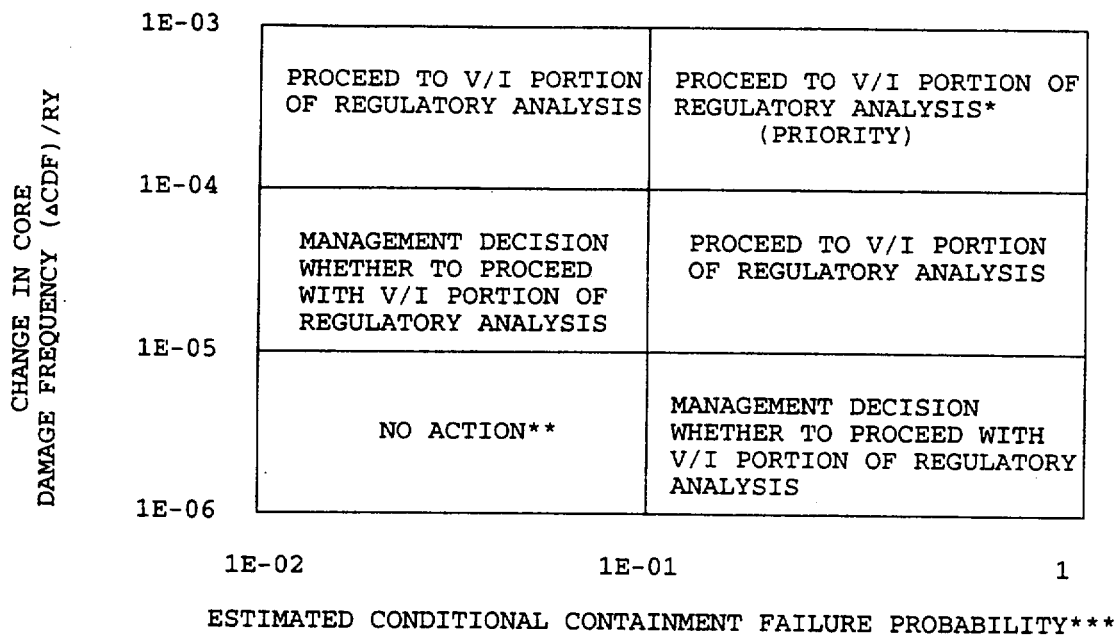 1E-03
PROCEED TO V/I PORTION
OF REGULATORY ANALYSIS
PROCEED TO V/I PORTION OF
REGULATORY ANALYSIS*
(PRIORITY)
CHANGE IN CORE
DAMAGE FREQUENCY (ΔCDF)/RY
1E-04
MANAGEMENT DECISION
WHETHER TO PROCEED
WITH V/I PORTION OF
REGULATORY ANALYSIS
PROCEED TO V/I PORTION
OF REGULATORY ANALYSIS
1E-05
NO ACTION**
MANAGEMENT DECISION
WHETHER TO PROCEED WITH
V/I PORTION OF REGULATORY
ANALYSIS
1E-06
1E-02
1E-01
1
ESTIMATED CONDITIONAL CONTAINMENT FAILURE PROBABILITY***